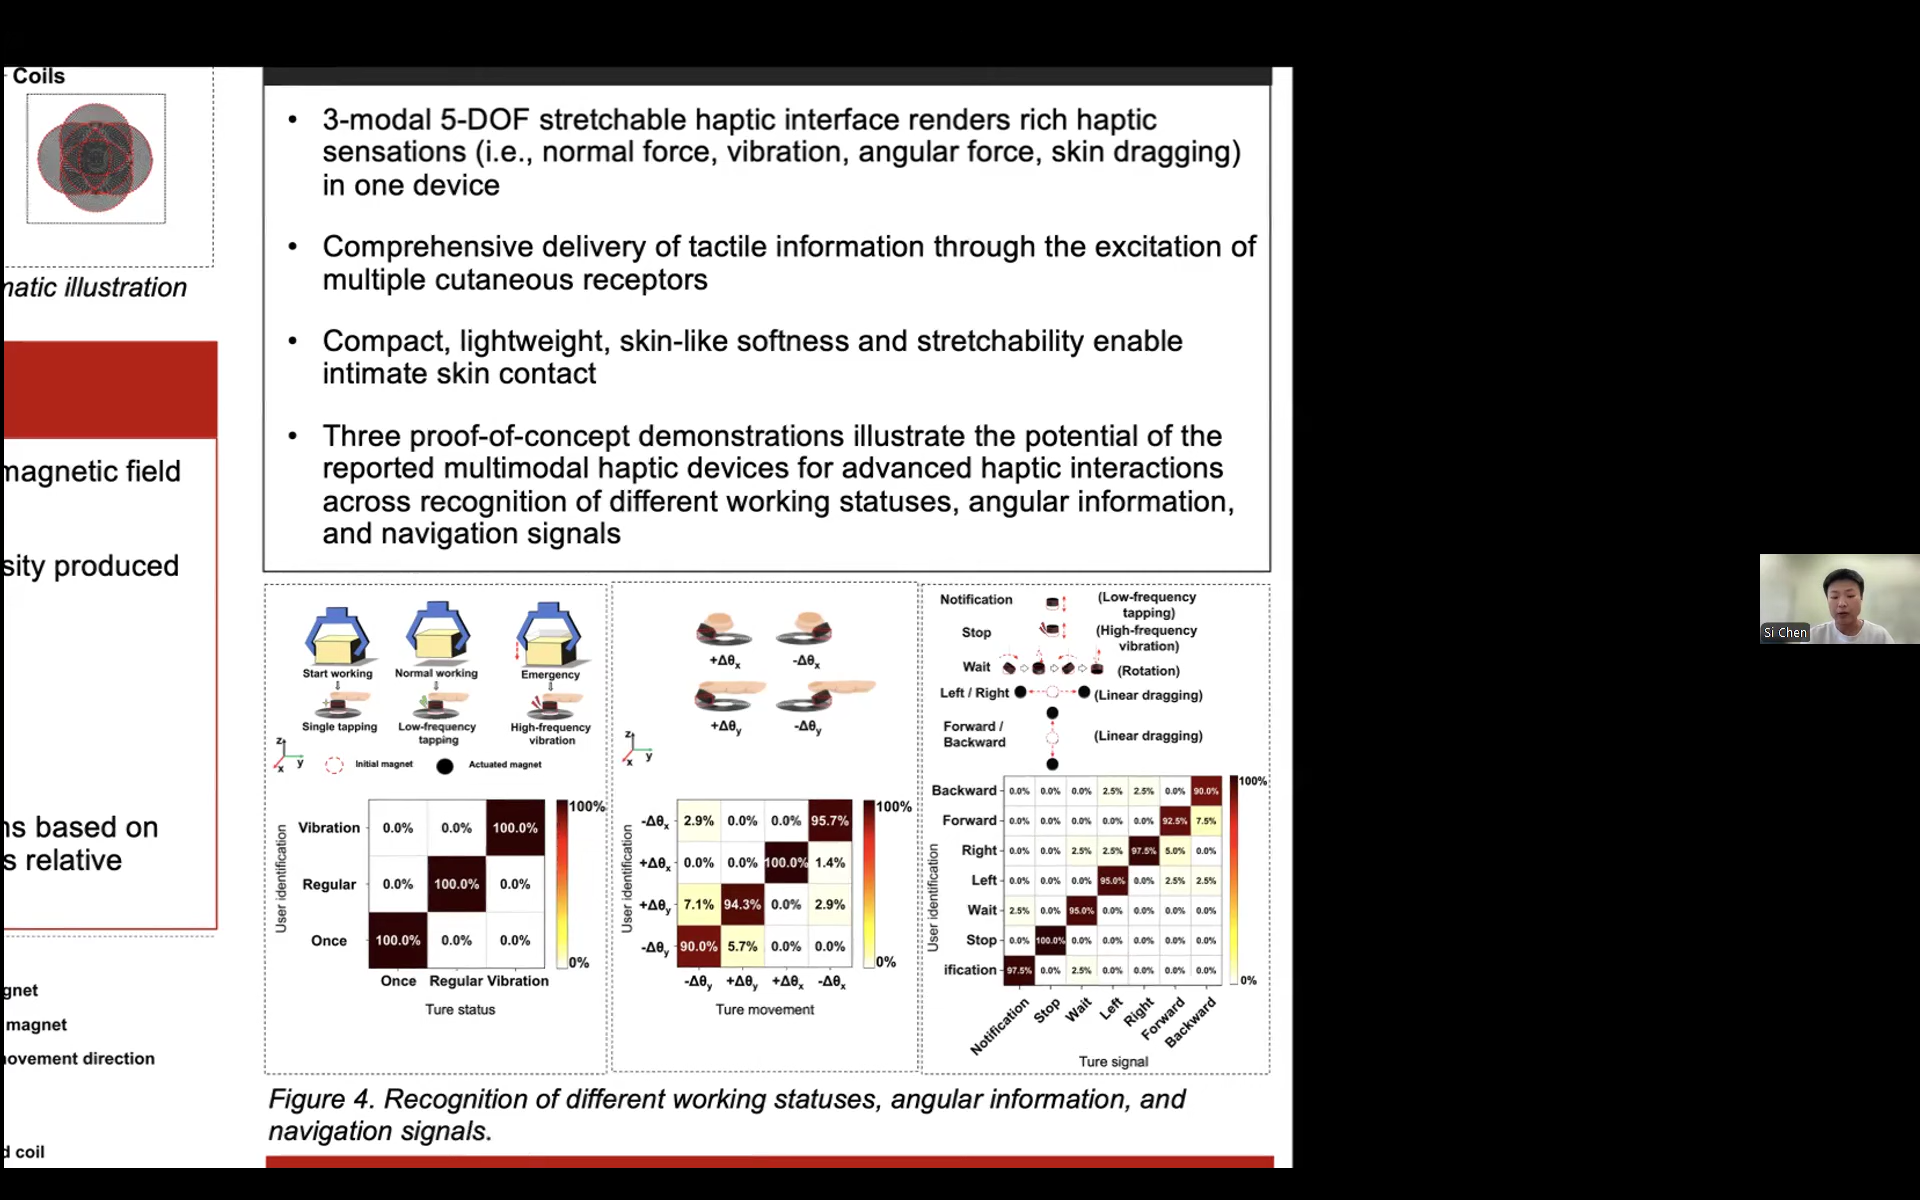 Coils
matic illustration
magnetic field
sity produced
ns based on
s relative
gnet
magnet
movement direction
d coil
• 3-modal 5-DOF stretchable haptic interface renders rich haptic
sensations (i.e., normal force, vibration, angular force, skin dragging)
in one device
• Comprehensive delivery of tactile information through the excitation of
multiple cutaneous receptors
• Compact, lightweight, skin-like softness and stretchability enable
intimate skin contact
• Three proof-of-concept demonstrations illustrate the potential of the
reported multimodal haptic devices for advanced haptic interactions
across recognition of different working statuses, angular information,
and navigation signals
Start working Normal working Emergency
Single tapping Low-frequency High-frequency
tapping vibration
z
y
x
Initial magnet Actuated magnet
100%
Vibration 0.0% 0.0% 100.0%
Regular 0.0% 100.0% 0.0%
Once 100.0% 0.0% 0.0%
0%
User identification
Once Regular Vibration
Ture status
+Δθx -Δθx
+Δθy -Δθy
z
y
x
100%
-Δθx 2.9% 0.0% 0.0% 95.7%
+Δθx 0.0% 0.0% 100.0% 1.4%
+Δθy 7.1% 94.3% 0.0% 2.9%
-Δθy 90.0% 5.7% 0.0% 0.0%
0%
User identification
-Δθy +Δθy +Δθx -Δθx
Ture movement
Notification (Low-frequency
tapping)
Stop (High-frequency
vibration)
Wait (Rotation)
Left / Right (Linear dragging)
Forward /
Backward (Linear dragging)
100%
Backward 0.0% 0.0% 0.0% 2.5% 2.5% 0.0% 90.0%
Forward 0.0% 0.0% 0.0% 0.0% 0.0% 92.5% 7.5%
Right 0.0% 0.0% 2.5% 2.5% 97.5% 5.0% 0.0%
Left 0.0% 0.0% 0.0% 95.0% 0.0% 2.5% 2.5%
Wait 2.5% 0.0% 95.0% 0.0% 0.0% 0.0% 0.0%
Stop 0.0% 100.0% 0.0% 0.0% 0.0% 0.0% 0.0%
ification 97.5% 0.0% 2.5% 0.0% 0.0% 0.0% 0.0%
0%
User identification
Notification Stop Wait Left Right Forward Backward
Ture signal
Figure 4. Recognition of different working statuses, angular information, and
navigation signals.
Si Chen